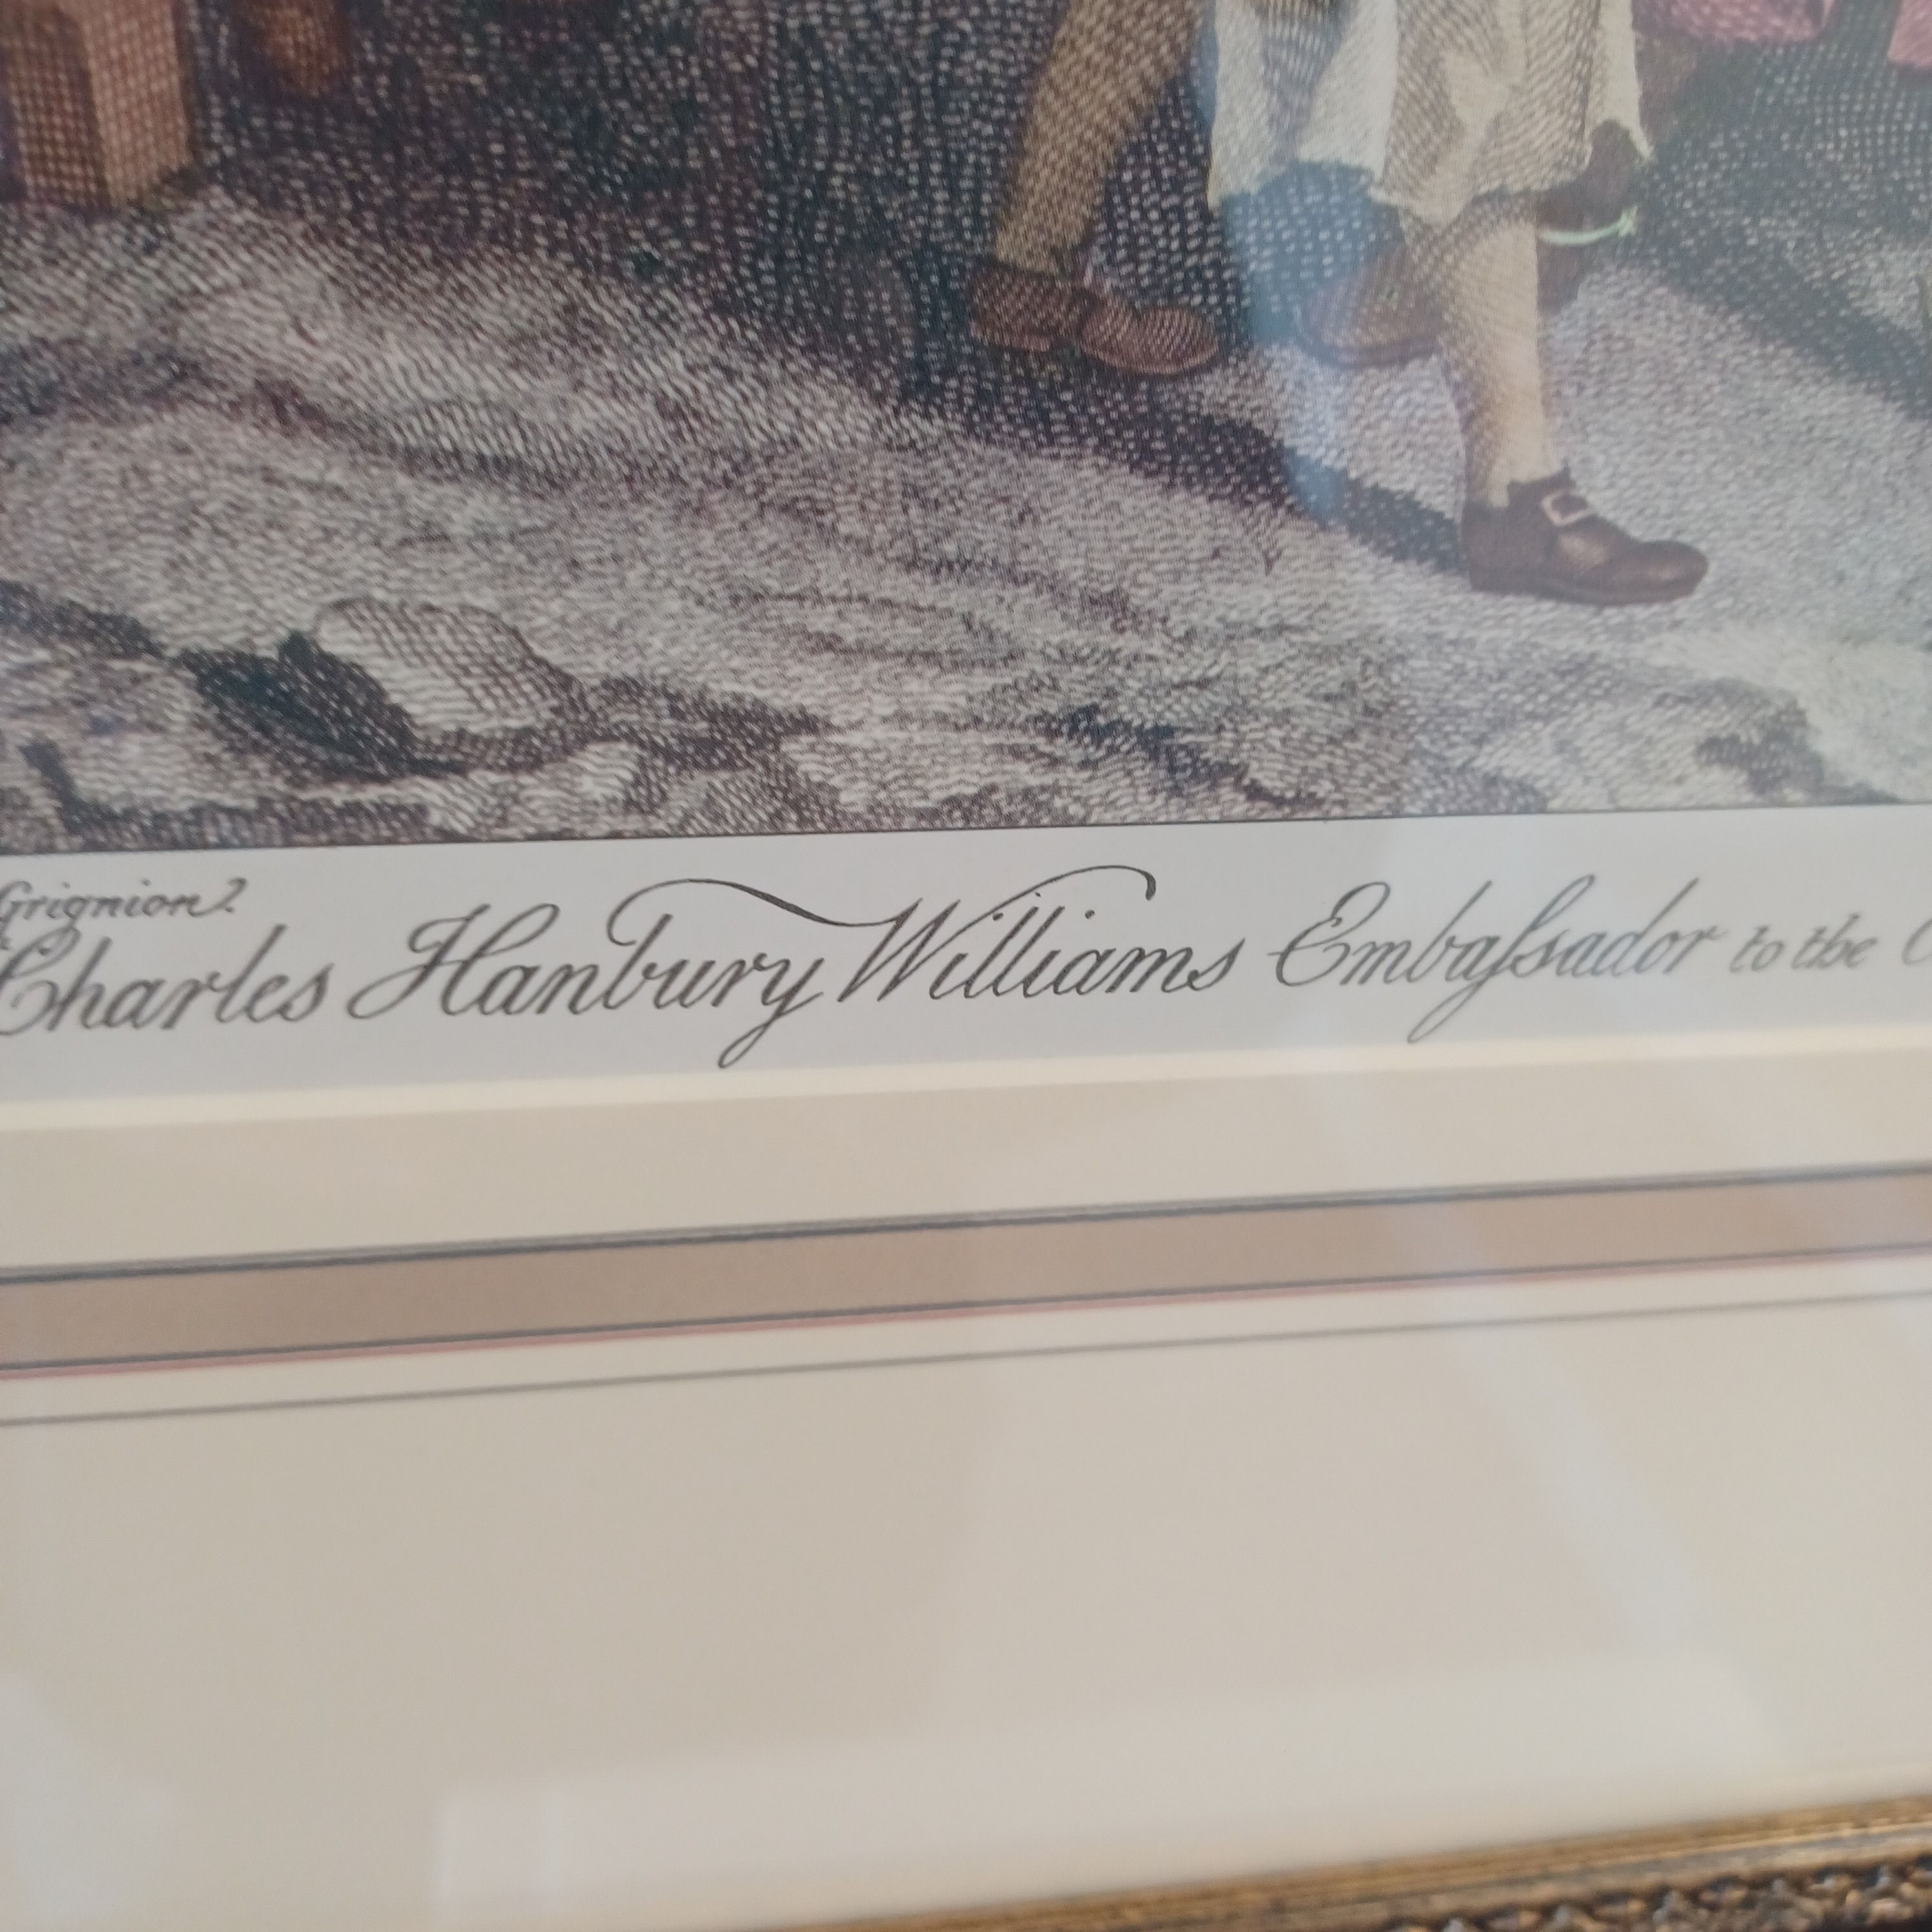 Grignion?
Charles Hanbury Williams Embaſsador to the